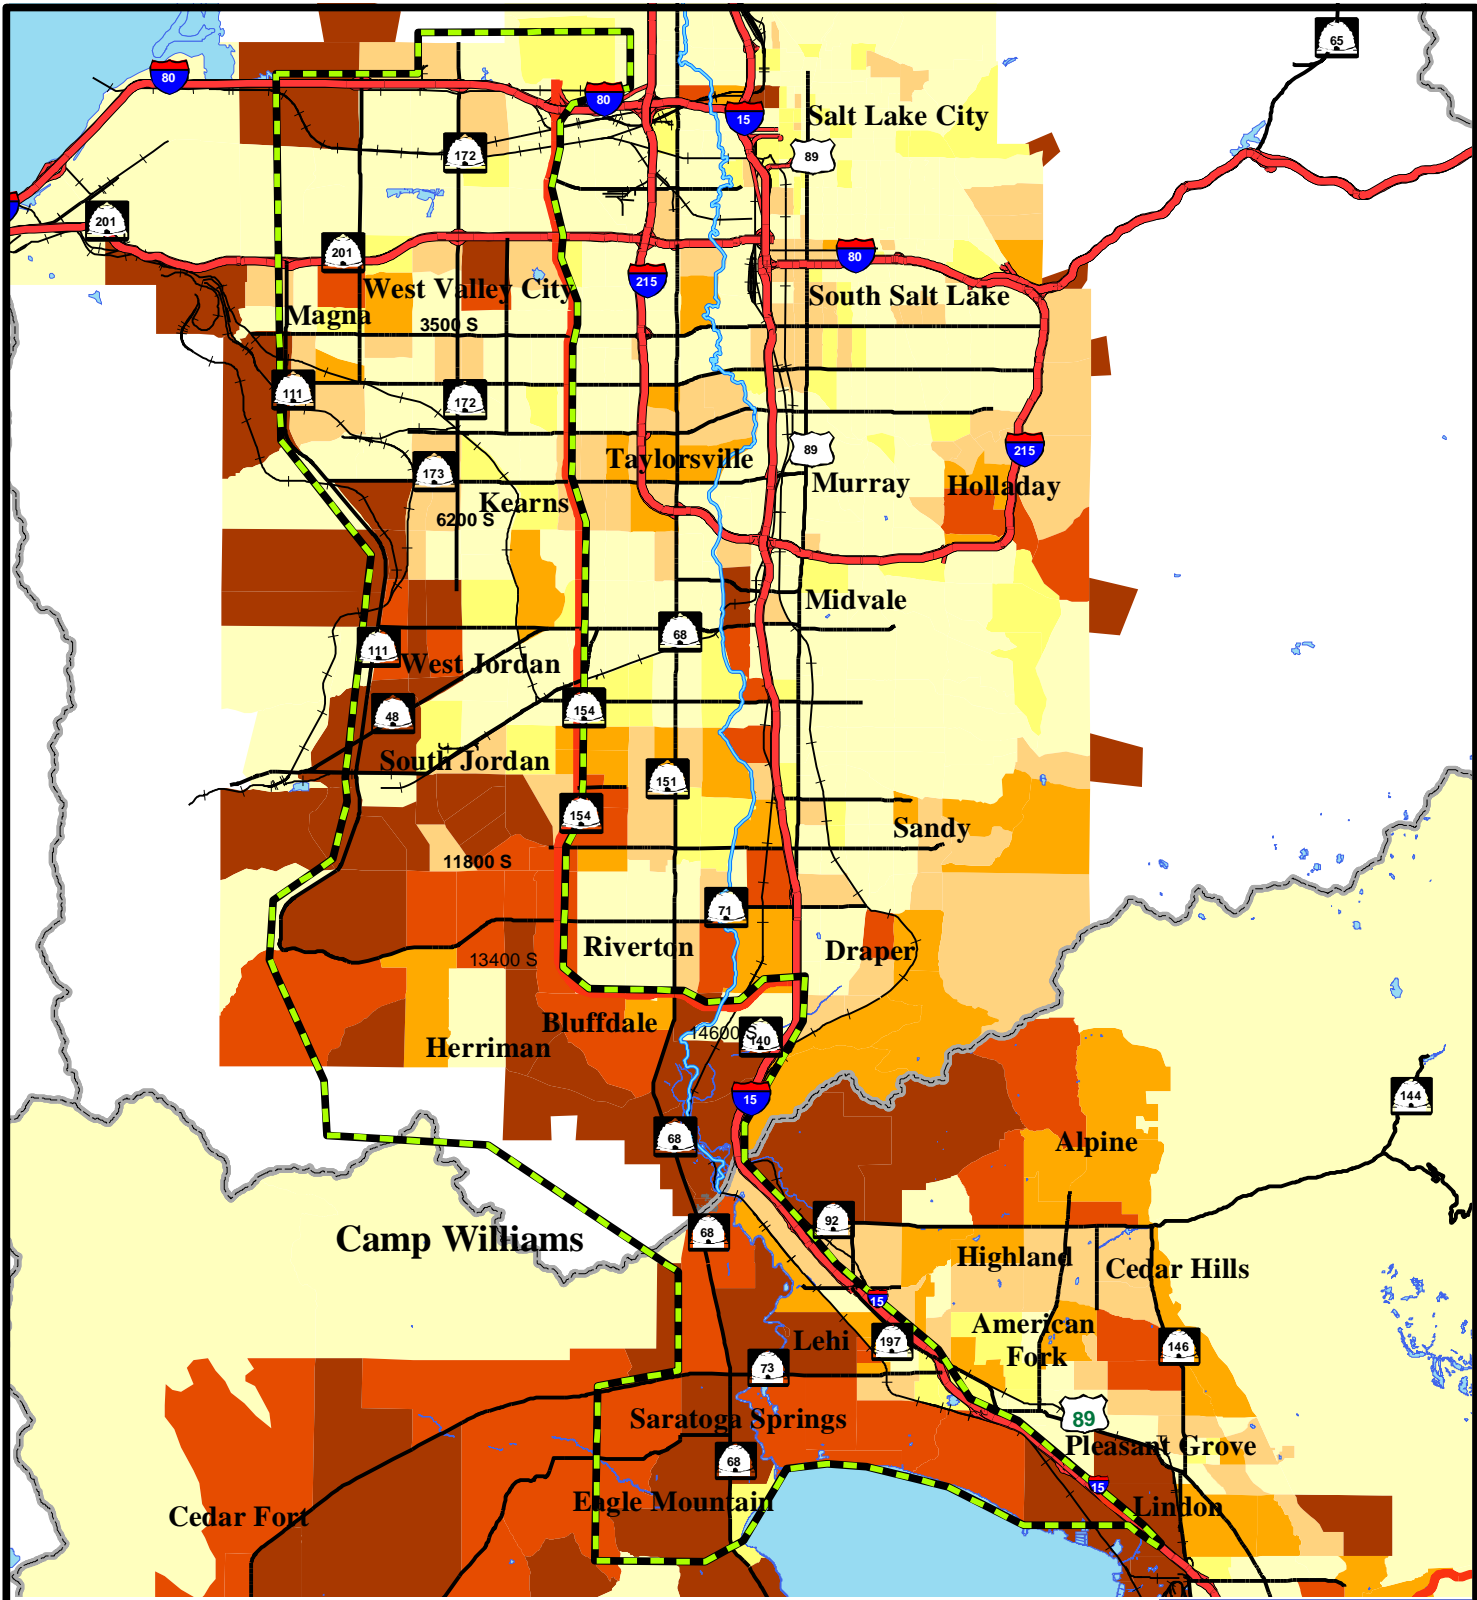 65
80
80
15
Salt Lake City
172
89
201
201
80
215
West Valley City
South Salt Lake
Magna
3500 S
111
172
89
215
Taylorsville
173
Murray
Holladay
Kearns
6200 S
Midvale
68
111
West Jordan
48
154
South Jordan
151
154
Sandy
11800 S
71
Riverton
Draper
13400 S
Bluffdale
14600 S
140
Herriman
15
144
68
Alpine
92
68
Camp Williams
Highland
Cedar Hills
15
American
Fork
197
Lehi
146
73
Saratoga Springs
89
Pleasant Grove
68
15
Eagle Mountain
Lindon
Cedar Fort